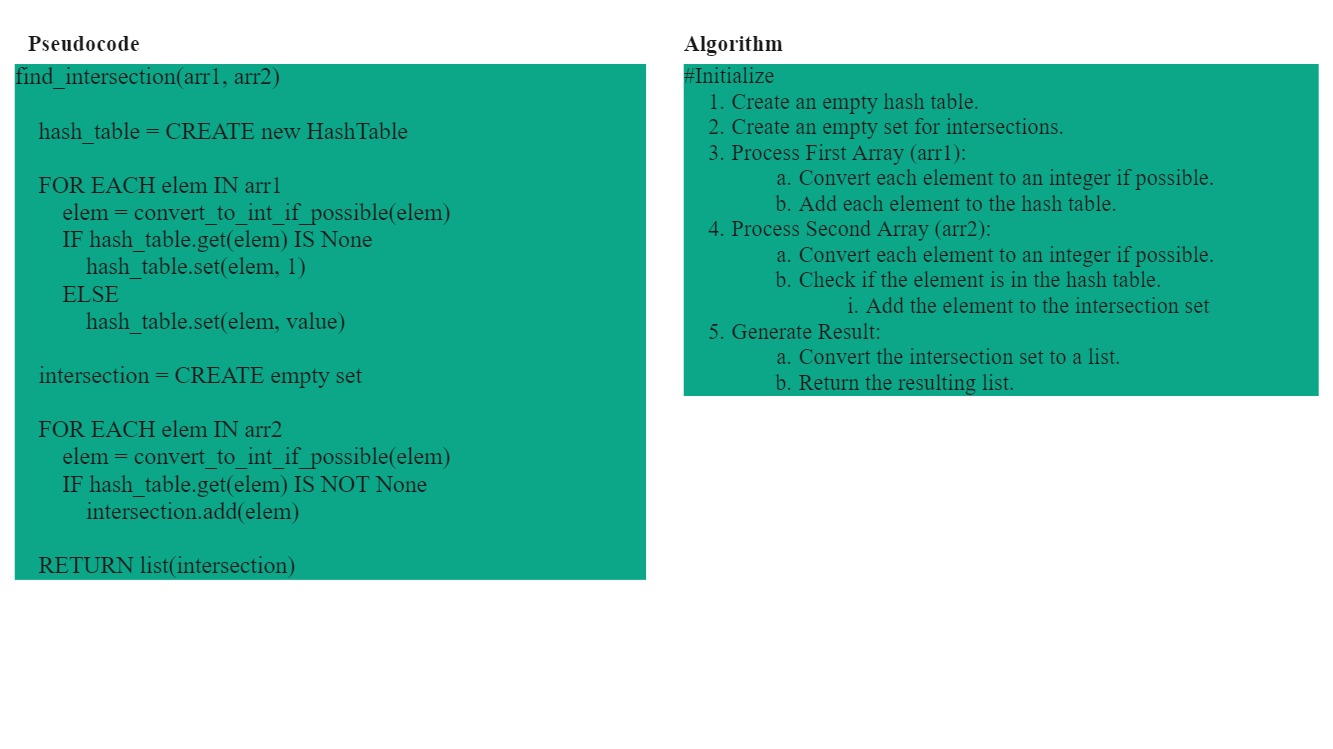 Pseudocode
find_intersection(arr1, arr2)
hash_table = CREATE new HashTable
FOR EACH elem IN arr1
elem = convert_to_int_if_possible(elem)
IF hash_table.get(elem) IS None
hash_table.set(elem, 1)
ELSE
hash_table.set(elem, value)
intersection = CREATE empty set
FOR EACH elem IN arr2
elem = convert_to_int_if_possible(elem)
IF hash_table.get(elem) IS NOT None
intersection.add(elem)
RETURN list(intersection)
Algorithm
#Initialize
1. Create an empty hash table.
2. Create an empty set for intersections.
3. Process First Array (arr1):
a. Convert each element to an integer if possible.
b. Add each element to the hash table.
4. Process Second Array (arr2):
a. Convert each element to an integer if possible.
b. Check if the element is in the hash table.
i. Add the element to the intersection set
5. Generate Result:
a. Convert the intersection set to a list.
b. Return the resulting list.